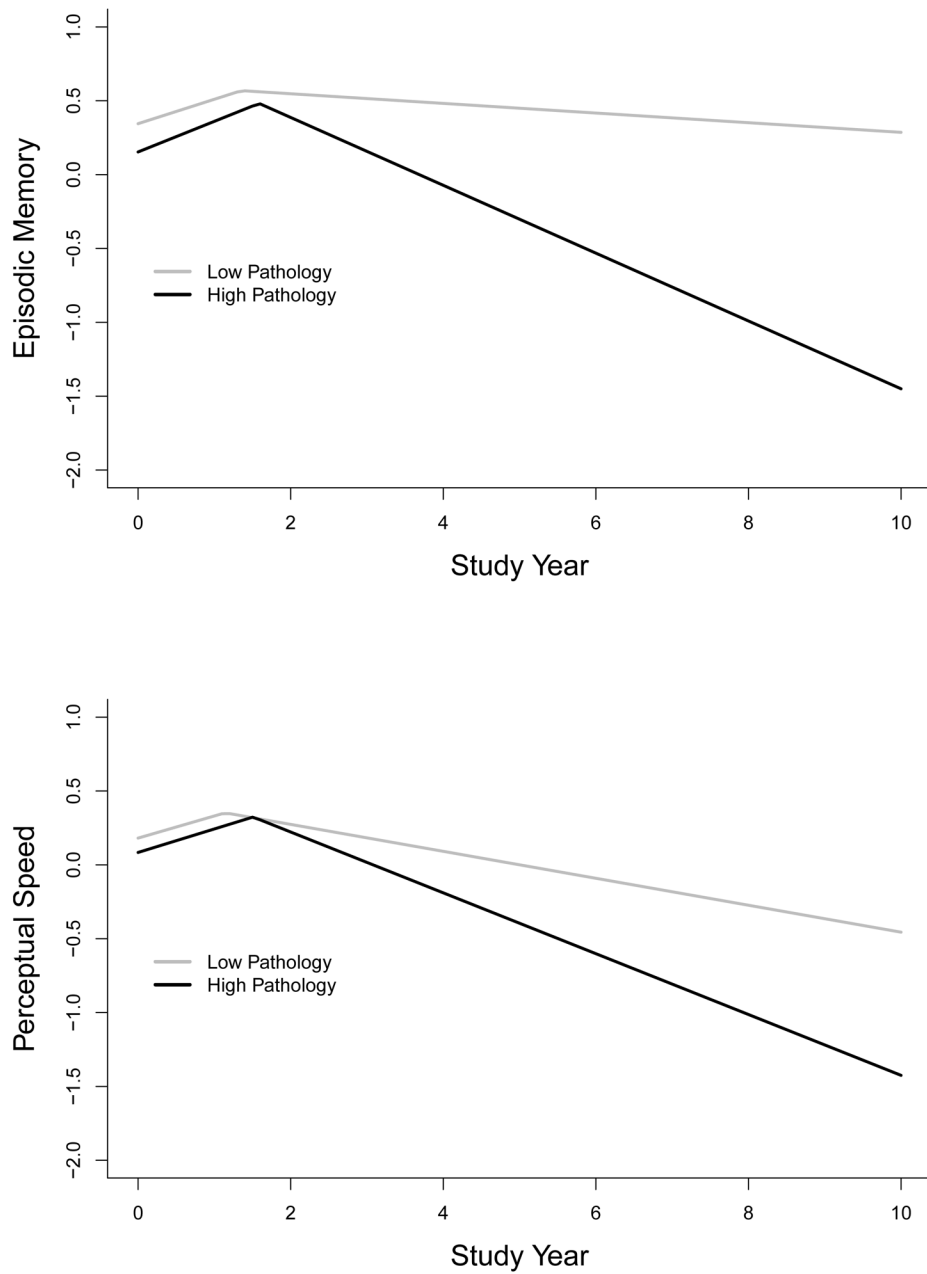 1.0
0.5
0.0
−0.5
−1.0
−1.5
−2.0
Episodic Memory
Low Pathology
High Pathology
0 2 4 6 8 10
Study Year
1.0
0.5
0.0
−0.5
−1.0
−1.5
−2.0
Perceptual Speed
Low Pathology
High Pathology
0 2 4 6 8 10
Study Year